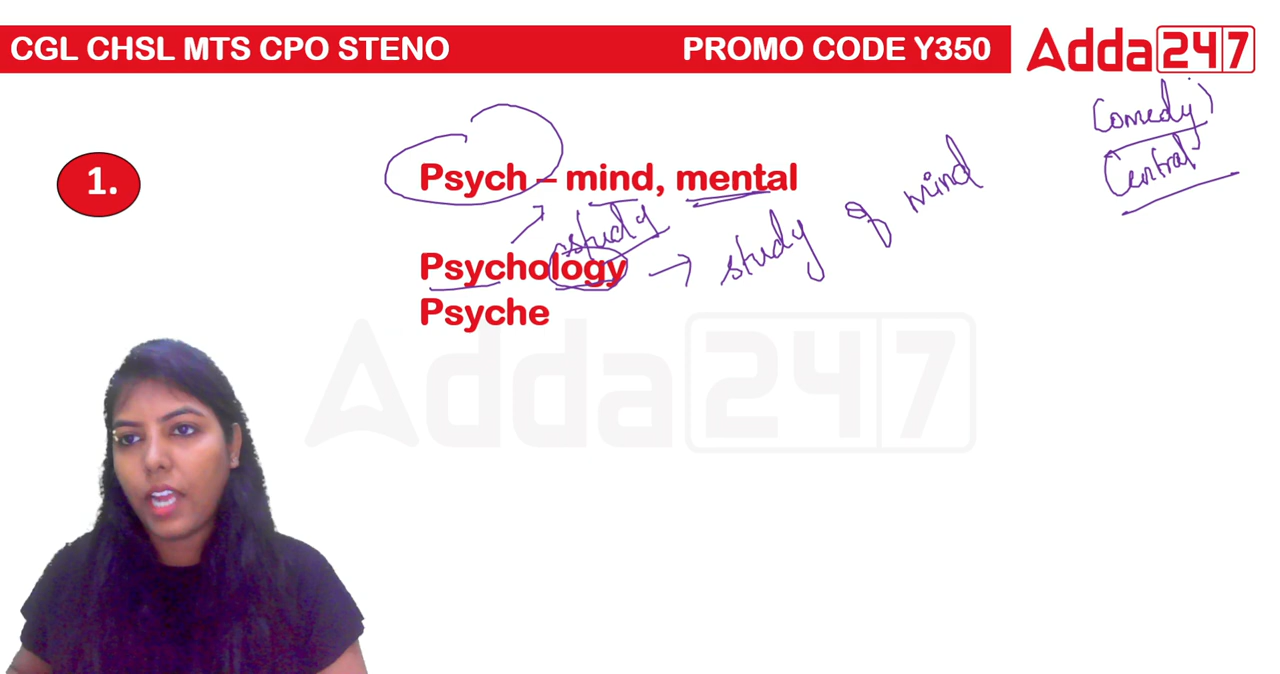 CGL CHSL MTS CPO STENO PROMO CODE Y350 Adda247
Comedy
Central
1.
Psych – mind, mental
study
Psychology → study of mind
Psyche
Adda247